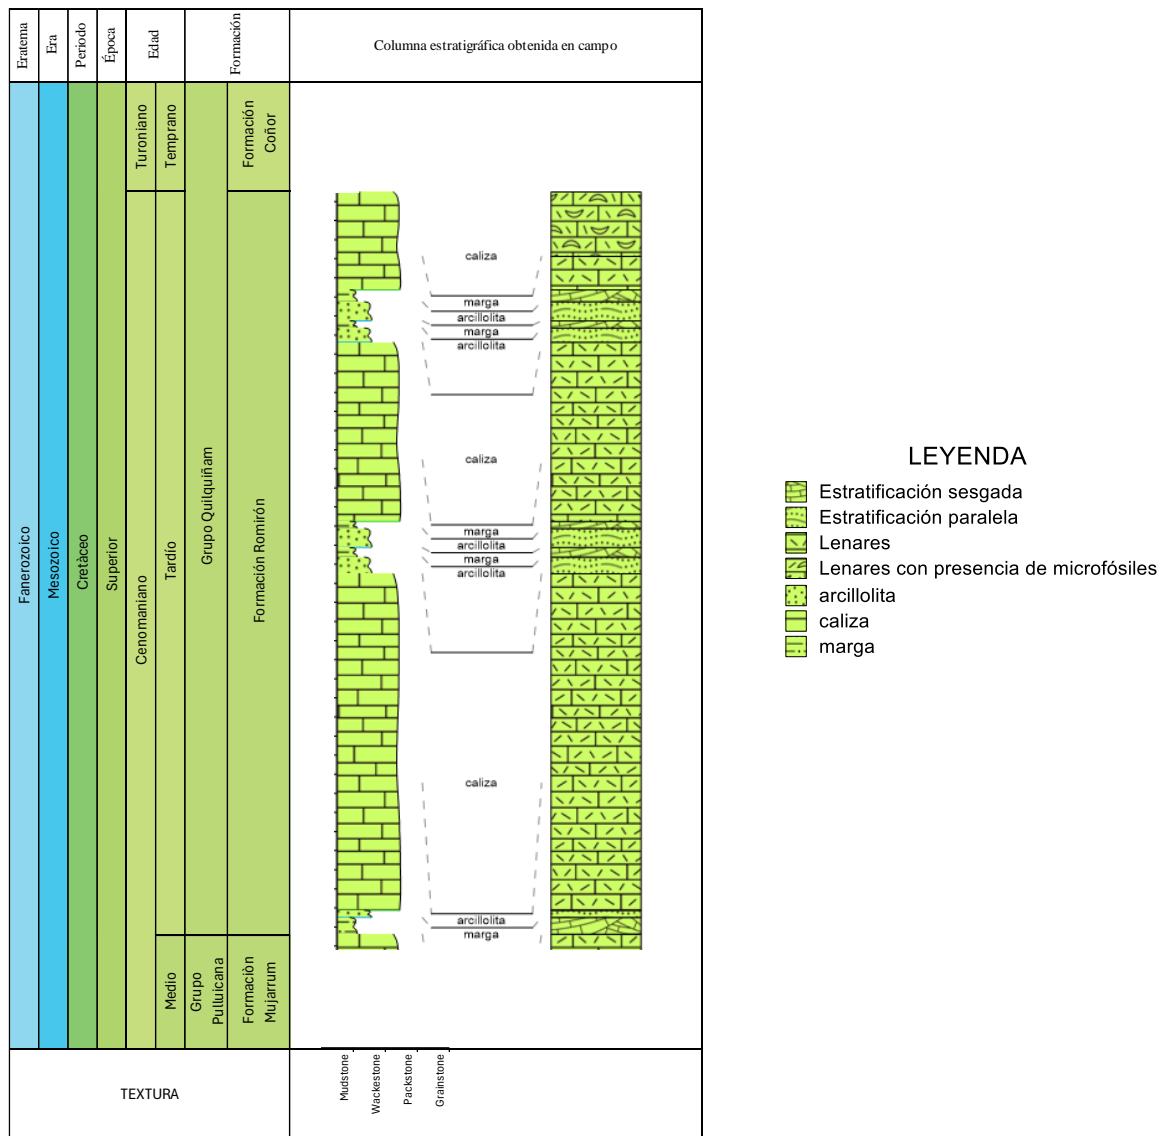 Eratema
Era
Periodo
Época
Edad
Formación
Columna estratigráfica obtenida en campo
Fanerozoico
Mesozoico
Cretàceo
Superior
Turoniano
Cenomaniano
Temprano
Tardío
Medio
Grupo Quilquiñam
Grupo
Pulluicana
Formación
Coñor
Formación Romirón
Formaciòn
Mujarrum
caliza
marga
arcillolita
marga
arcillolita
caliza
marga
arcillolita
marga
arcillolita
caliza
arcillolita
marga
LEYENDA
Estratificación sesgada
Estratificación paralela
Lenares
Lenares con presencia de microfósiles
arcillolita
caliza
marga
TEXTURA
Mudstone
Wackestone
Packstone
Grainstone